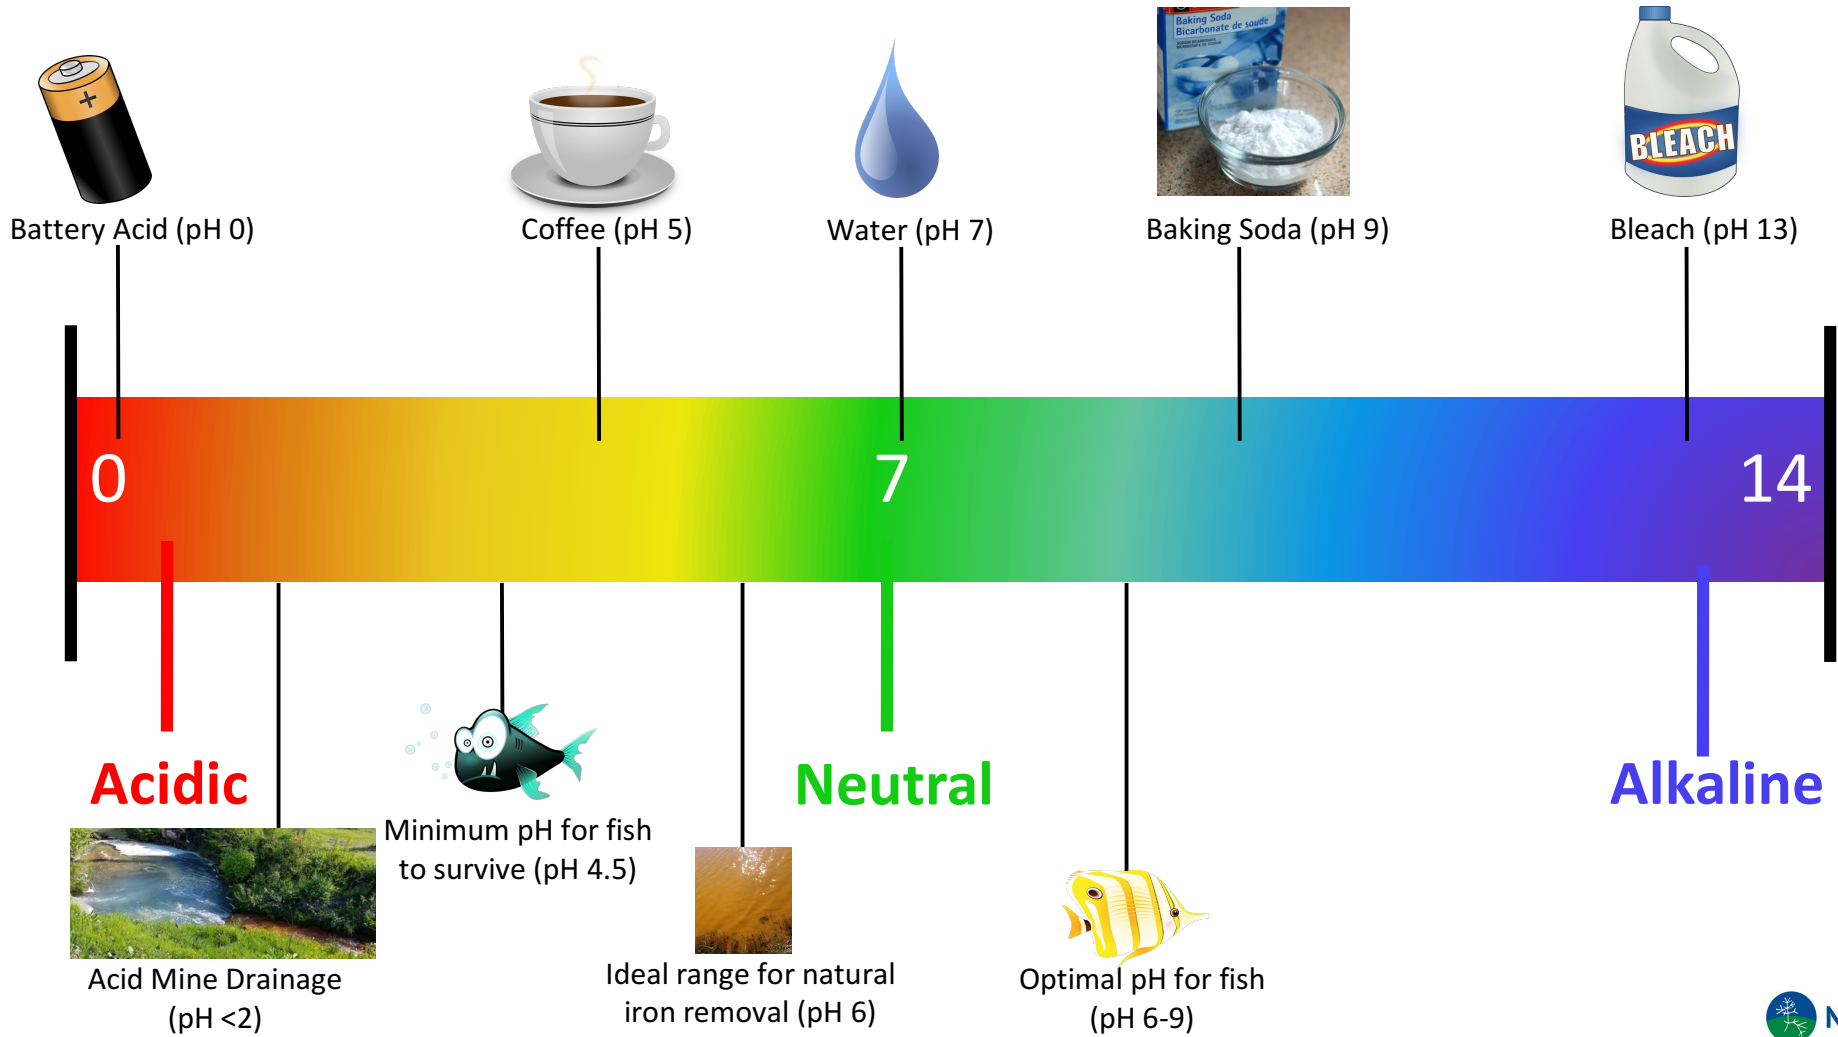 Baking Soda
Bicarbonate de soude
BLEACH
Battery Acid (pH 0)
Coffee (pH 5)
Water (pH 7)
Baking Soda (pH 9)
Bleach (pH 13)
0
7
14
Acidic
Neutral
Alkaline
Minimum pH for fish
to survive (pH 4.5)
Acid Mine Drainage
(pH <2)
Ideal range for natural
iron removal (pH 6)
Optimal pH for fish
(pH 6-9)
N